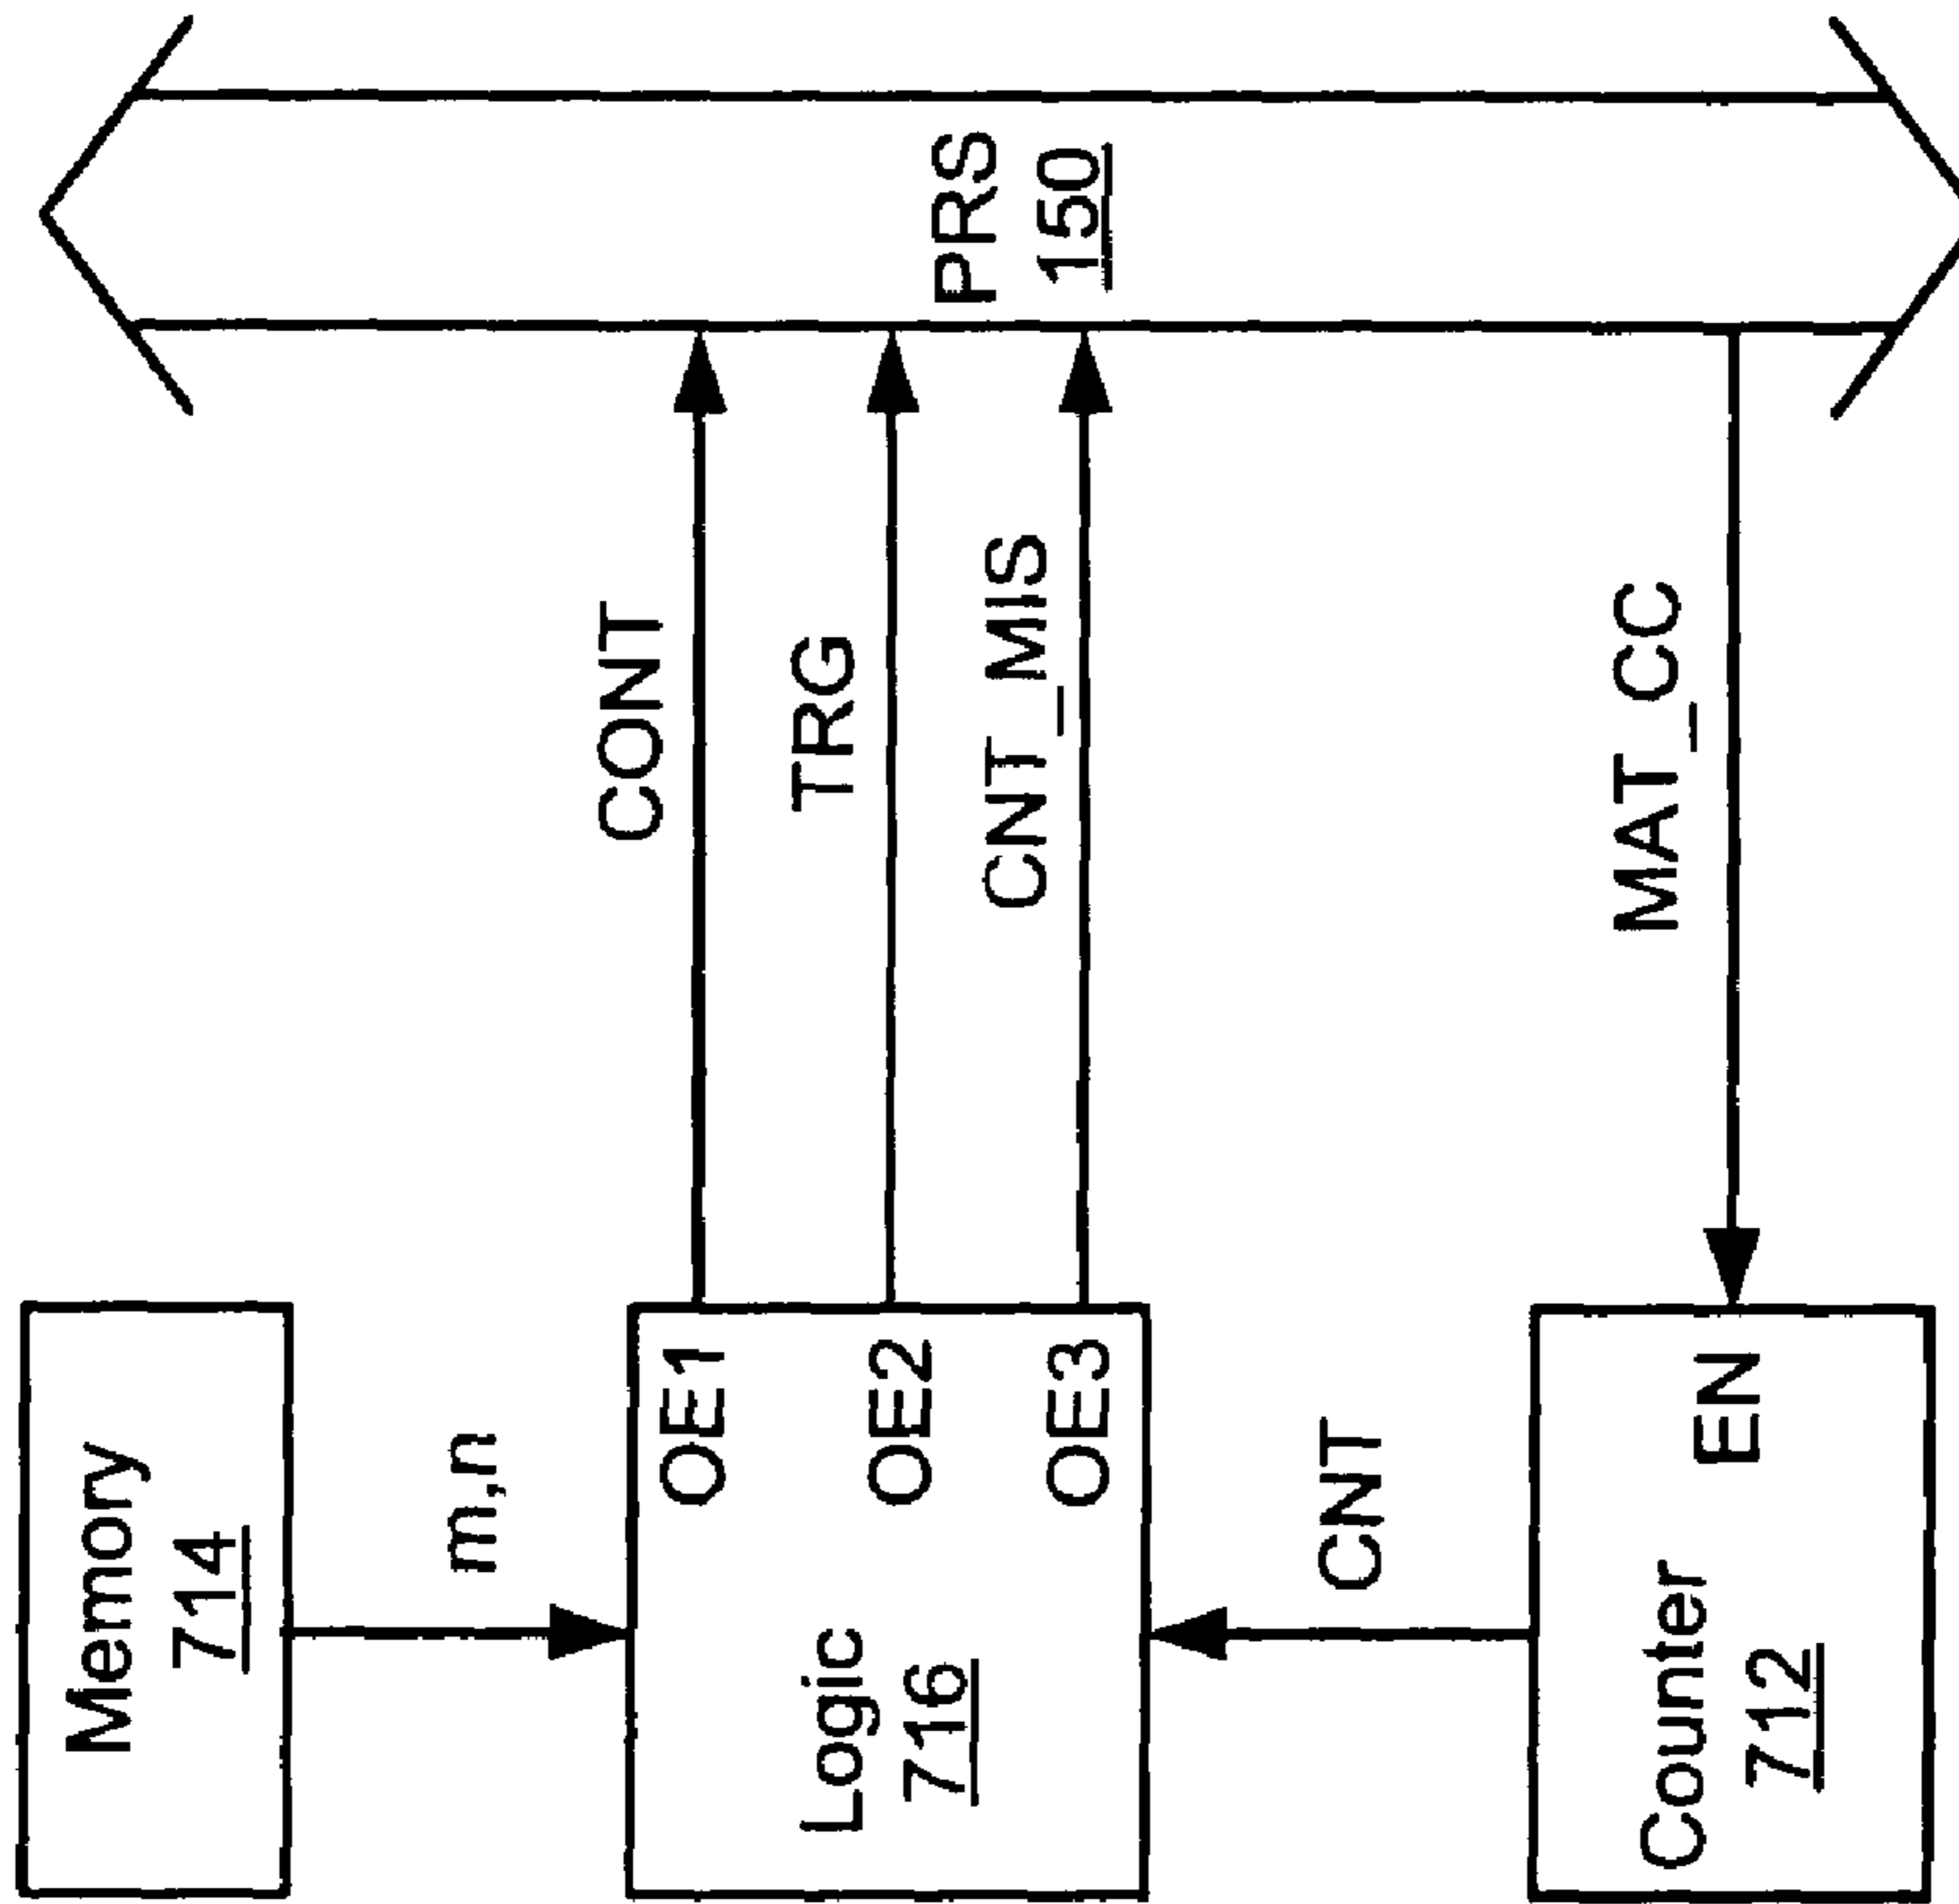 Memory
714
m,n
Logic
716
OE1
OE2
OE3
CNT
Counter
712
EN
CONT
TRG
CNT_MIS
MAT_CC
PRS
150